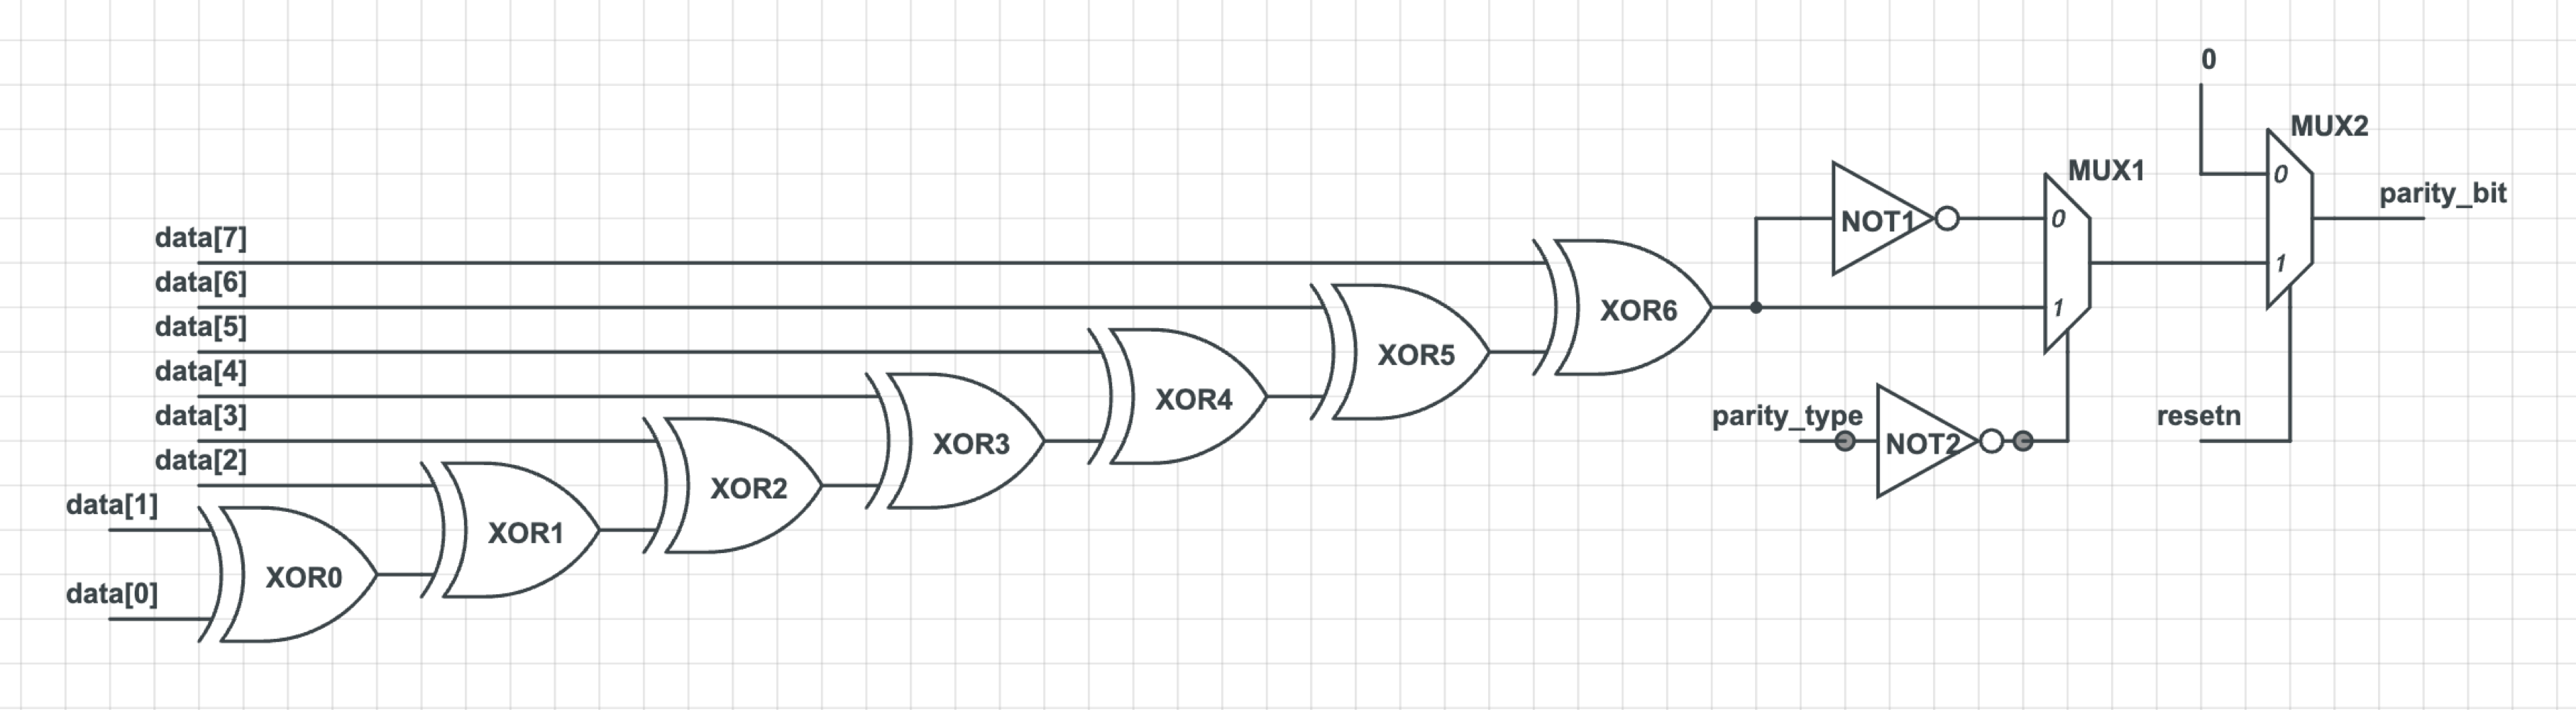 0
MUX2
0
1
parity_bit
MUX1
0
1
NOT1
data[7]
data[6]
data[5]
data[4]
data[3]
data[2]
data[1]
data[0]
XOR6
XOR5
XOR4
XOR3
XOR2
XOR1
XOR0
parity_type
NOT2
resetn